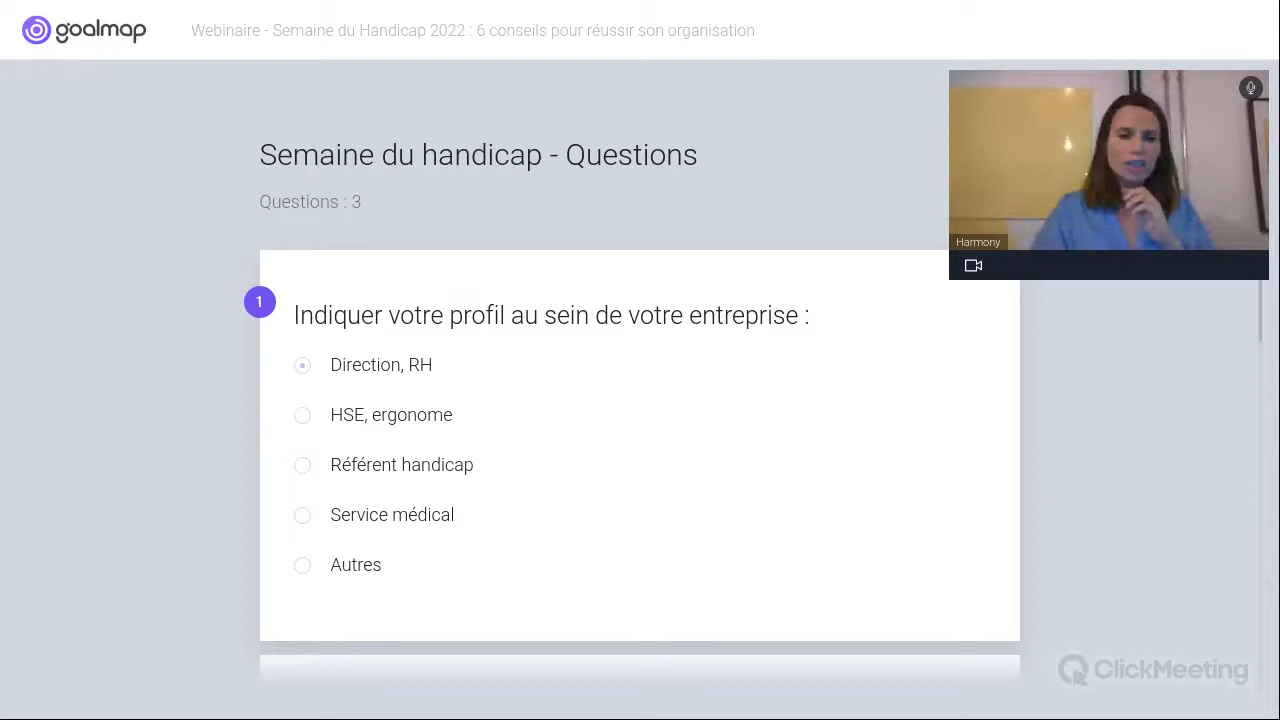 goalmap
Webinaire - Semaine du Handicap 2022 : 6 conseils pour réussir son organisation
Semaine du handicap - Questions
Questions : 3
Harmony
1
Indiquer votre profil au sein de votre entreprise :
Direction, RH
HSE, ergonome
Référent handicap
Service médical
Autres
ClickMeeting